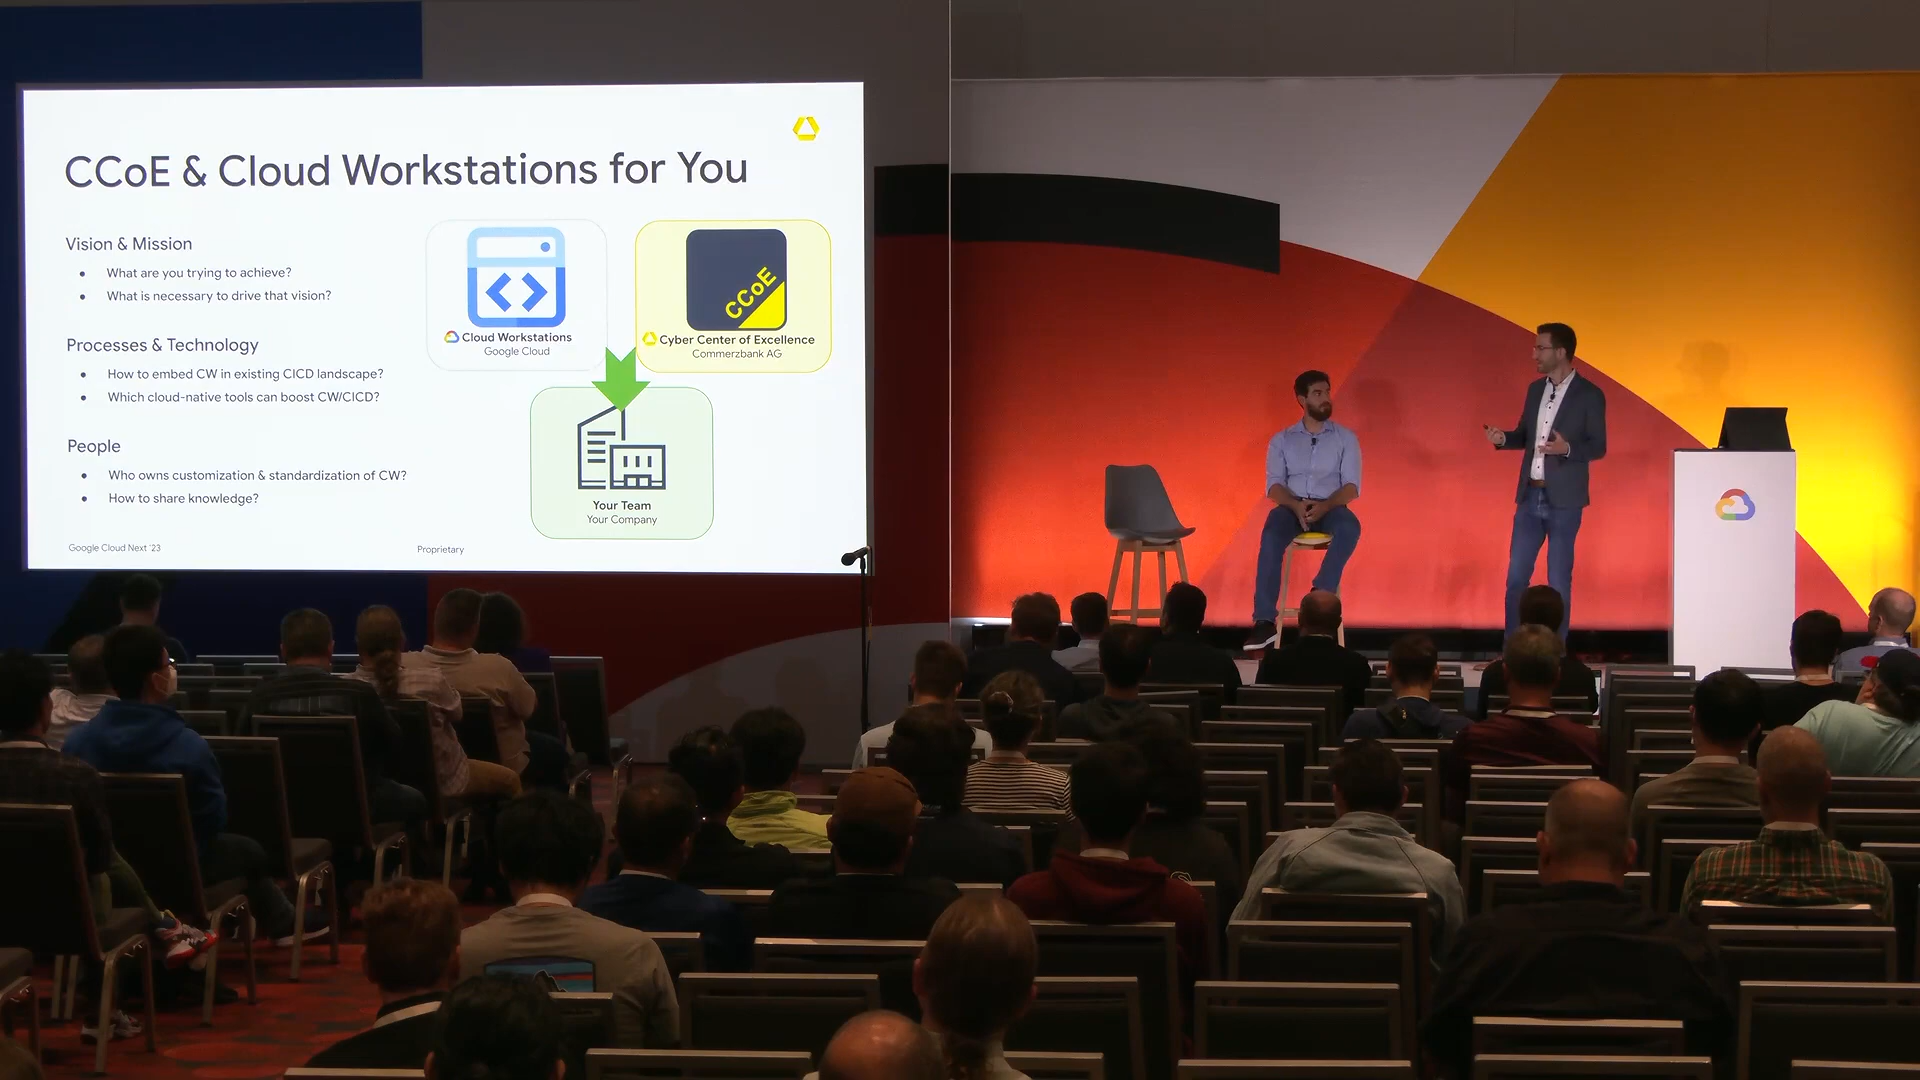 CCoE & Cloud Workstations for You
Vision & Mission
What are you trying to achieve?
What is necessary to drive that vision?
Processes & Technology
How to embed CW in existing CICD landscape?
Which cloud-native tools can boost CW/CICD?
People
Who owns customization & standardization of CW?
How to share knowledge?
Cloud Workstations
Google Cloud
CCoE
Cyber Center of Excellence
Commerzbank AG
Your Team
Your Company
Google Cloud Next '23
Proprietary